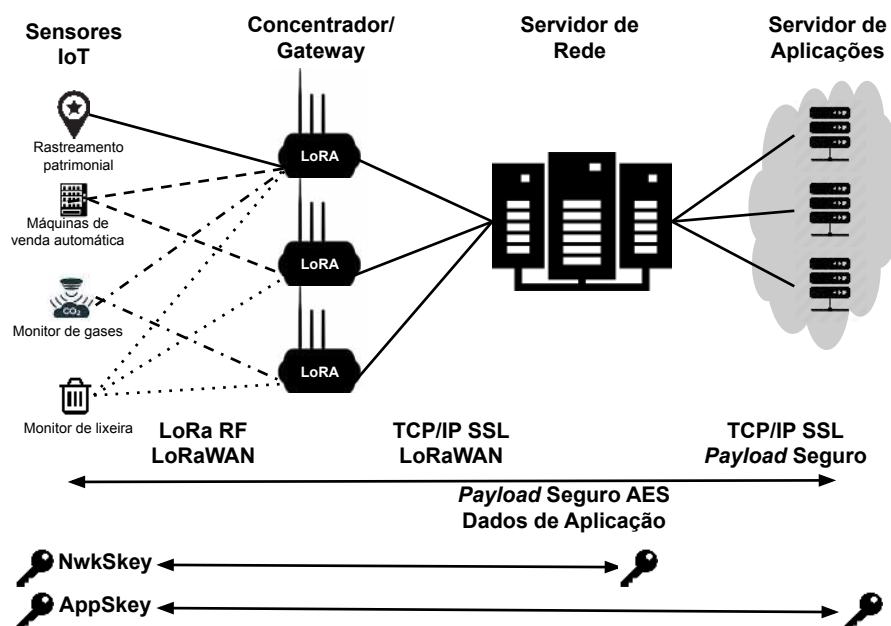 Sensores
IoT
Concentrador/
Gateway
Servidor de
Rede
Servidor de
Aplicações
Rastreamento
patrimonial
Máquinas de
venda automática
CO₂
Monitor de gases
Monitor de lixeira
LoRA
LoRA
LoRA
LoRa RF
LoRaWAN
TCP/IP SSL
LoRaWAN
TCP/IP SSL
Payload Seguro
Payload Seguro AES
Dados de Aplicação
NwkSkey
AppSkey